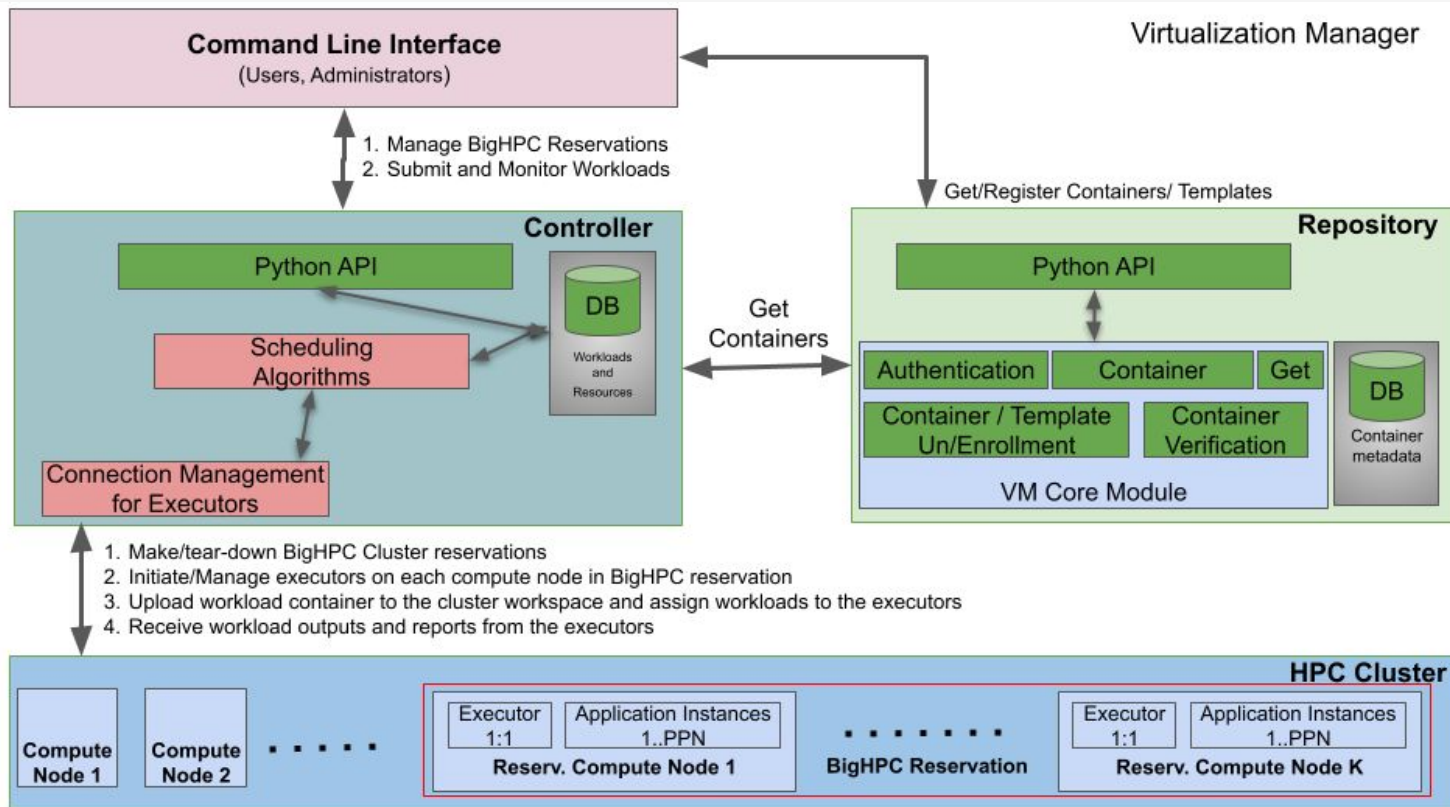 Virtualization Manager
Command Line Interface
(Users, Administrators)
1. Manage BigHPC Reservations
2. Submit and Monitor Workloads
Get/Register Containers/ Templates
Controller
Python API
DB
Workloads
and
Resources
Scheduling
Algorithms
Connection Management
for Executors
Get
Containers
Repository
Python API
Authentication
Container
Get
Container / Template
Un/Enrollment
Container
Verification
VM Core Module
DB
Container
metadata
1. Make/tear-down BigHPC Cluster reservations
2. Initiate/Manage executors on each compute node in BigHPC reservation
3. Upload workload container to the cluster workspace and assign workloads to the executors
4. Receive workload outputs and reports from the executors
HPC Cluster
Compute
Node 1
Compute
Node 2
. . . . .
Executor
1:1
Application Instances
1..PPN
Reserv. Compute Node 1
. . . . . . .
BigHPC Reservation
Executor
1:1
Application Instances
1..PPN
Reserv. Compute Node K